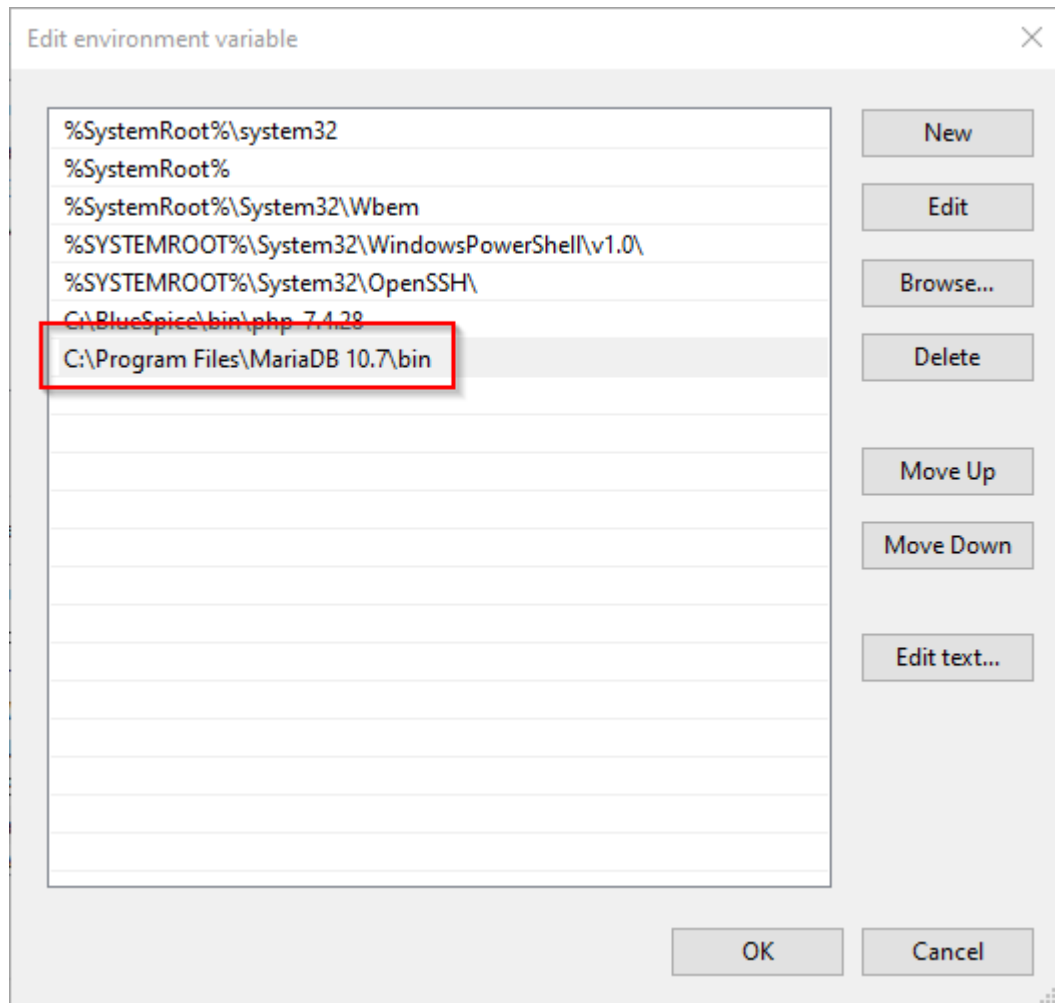 Edit environment variable
%SystemRoot%\system32
%SystemRoot%
%SystemRoot%\System32\Wbem
%SYSTEMROOT%\System32\WindowsPowerShell\v1.0\
%SYSTEMROOT%\System32\OpenSSH\
C:\BlueSpice\bin\php-7.4.28
C:\Program Files\MariaDB 10.7\bin
New
Edit
Browse...
Delete
Move Up
Move Down
Edit text...
OK
Cancel